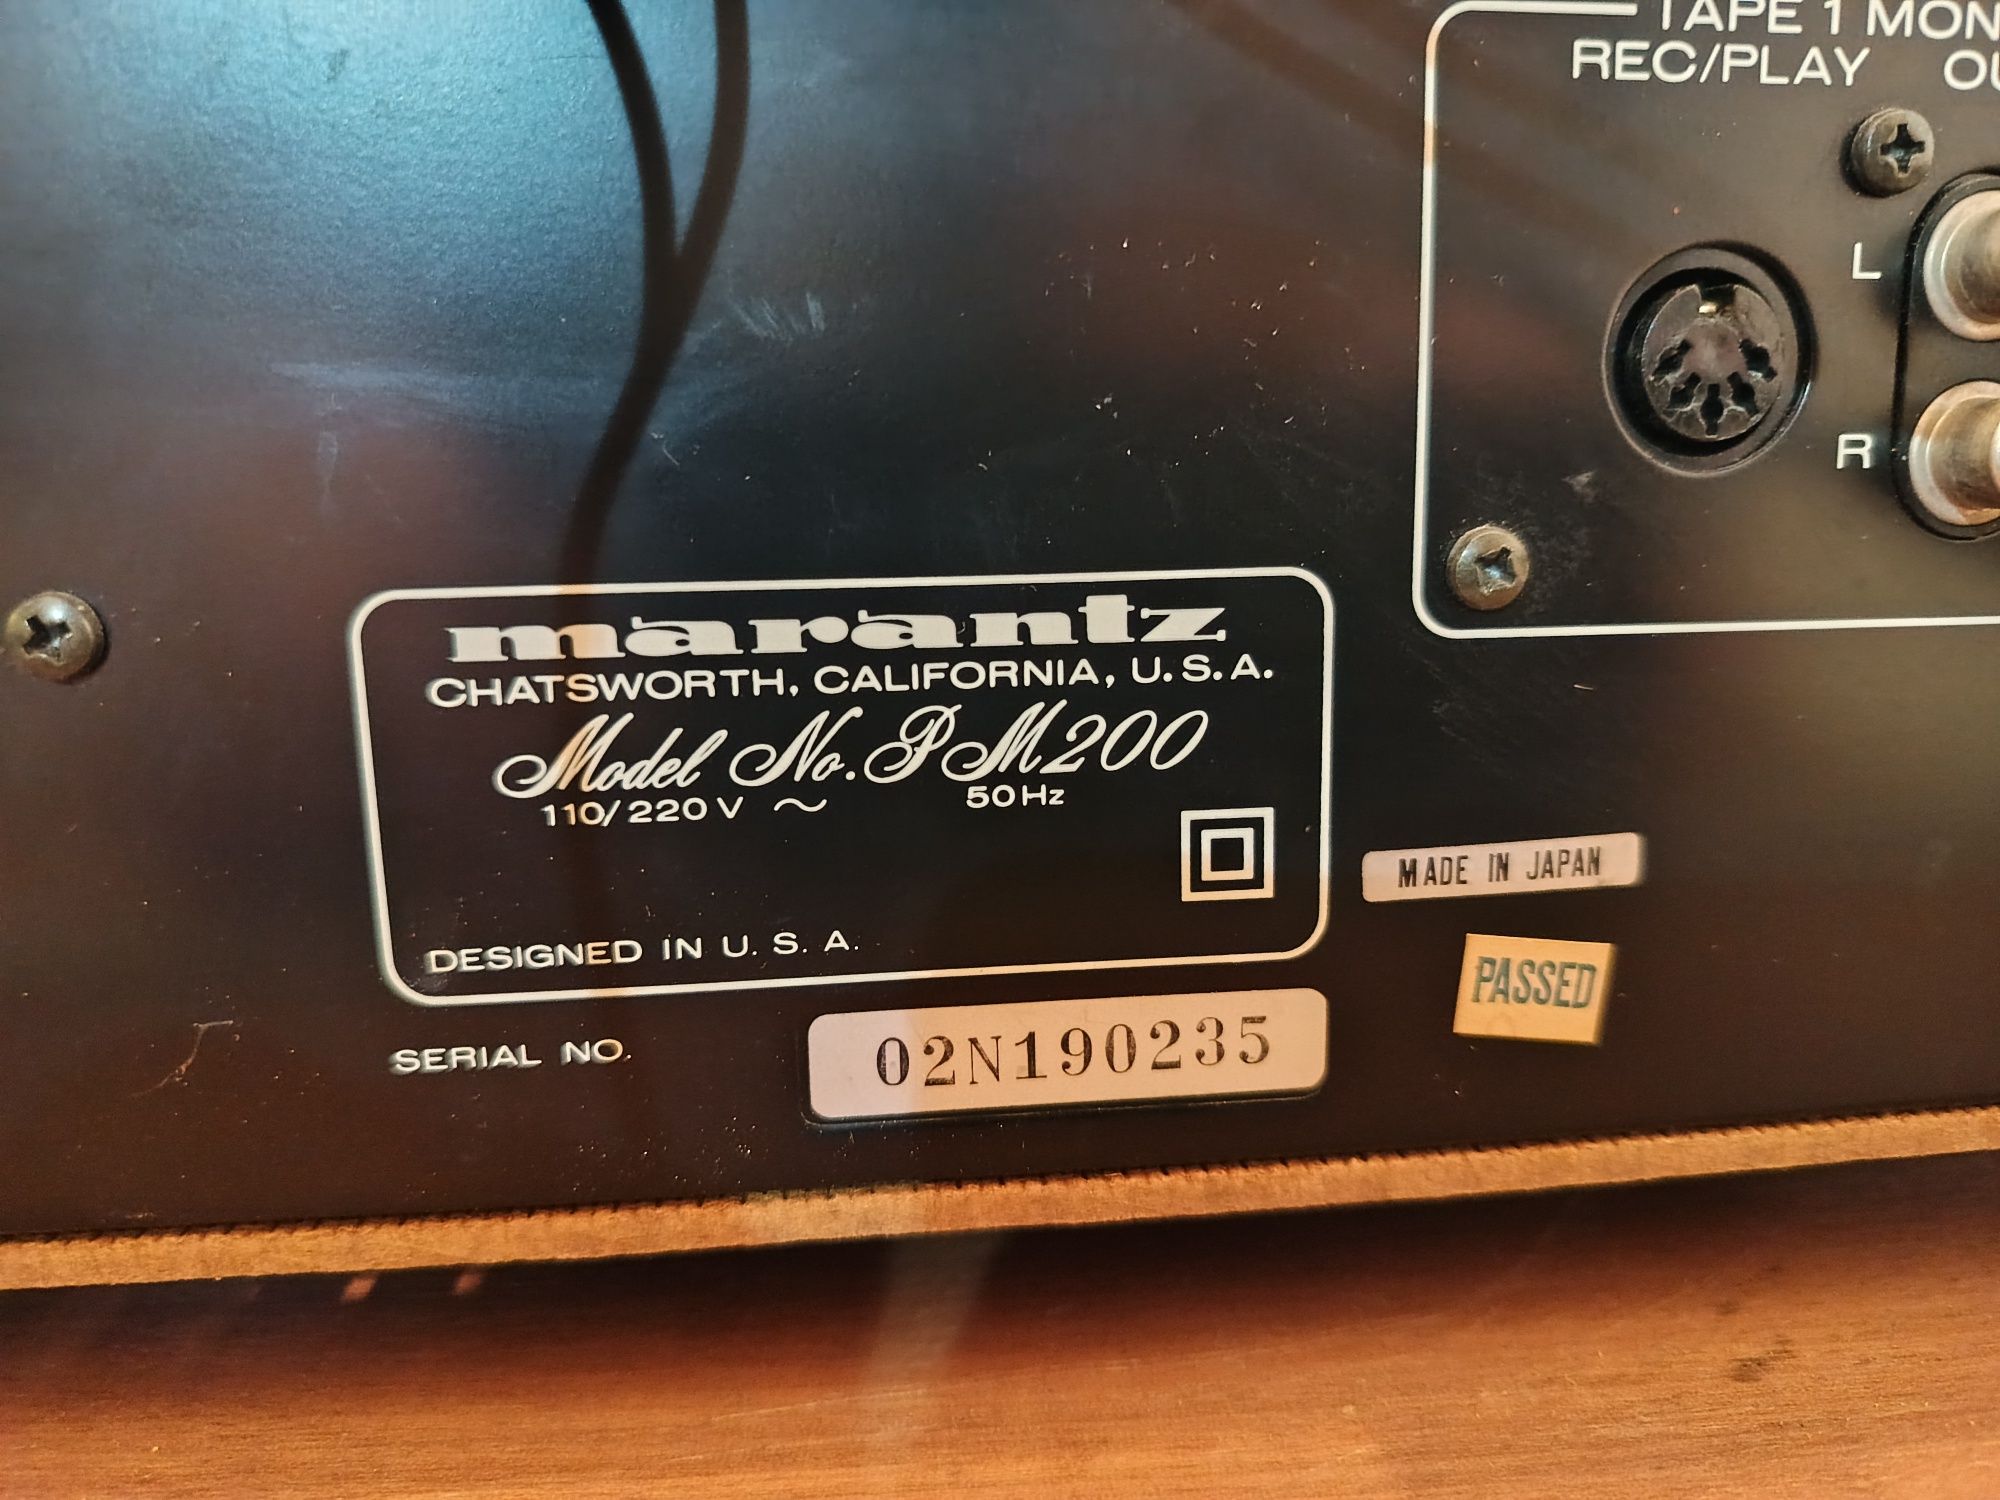 TAPE 1 MON
REC/PLAY OU
L
R
marantz
CHATSWORTH, CALIFORNIA, U.S.A.
Model No. PM200
110/220V ~ 50Hz
DESIGNED IN U. S. A.
MADE IN JAPAN
PASSED
SERIAL NO. 02N190235